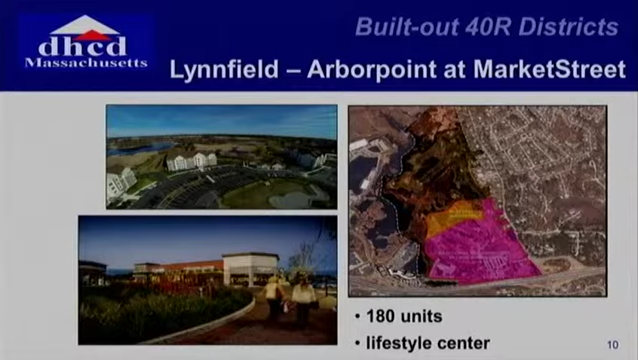 Built-out 40R Districts
dhcd
Massachusetts
Lynnfield – Arborpoint at MarketStreet
• 180 units
• lifestyle center
10